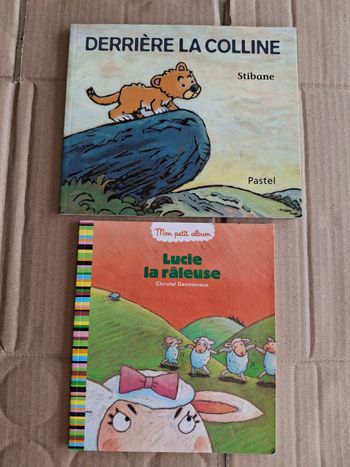 DERRIÈRE LA COLLINE
Stibane
Pastel
Mon petit album
Lucie
la râleuse
Christel Desmoinaux